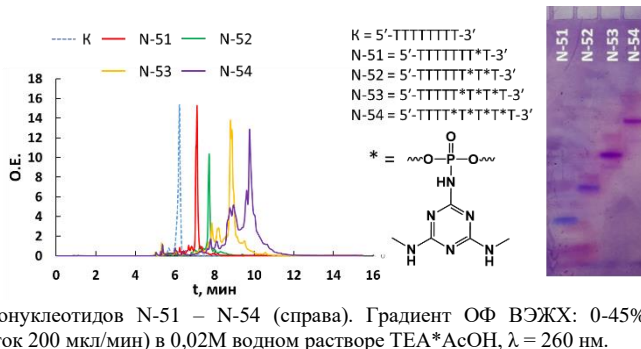 K
N-51
N-52
N-53
N-54
О.Е.
18
16
14
12
10
8
6
4
2
0
0
2
4
6
8
10
12
14
16
t, мин
K = 5′-TTTTTTTT-3′
N-51 = 5′-TTTTTTT*T-3′
N-52 = 5′-TTTTTT*T*T-3′
N-53 = 5′-TTTTT*T*T*T-3′
N-54 = 5′-TTTT*T*T*T*T-3′
* =
O
O
P
O
HN
N
N
N
N
H
N
H
N-51
N-52
N-53
N-54
онуклеотидов N-51 – N-54 (справа). Градиент ОФ ВЭЖХ: 0-45%
ток 200 мкл/мин) в 0,02М водном растворе TEA*AcOH, λ = 260 нм.